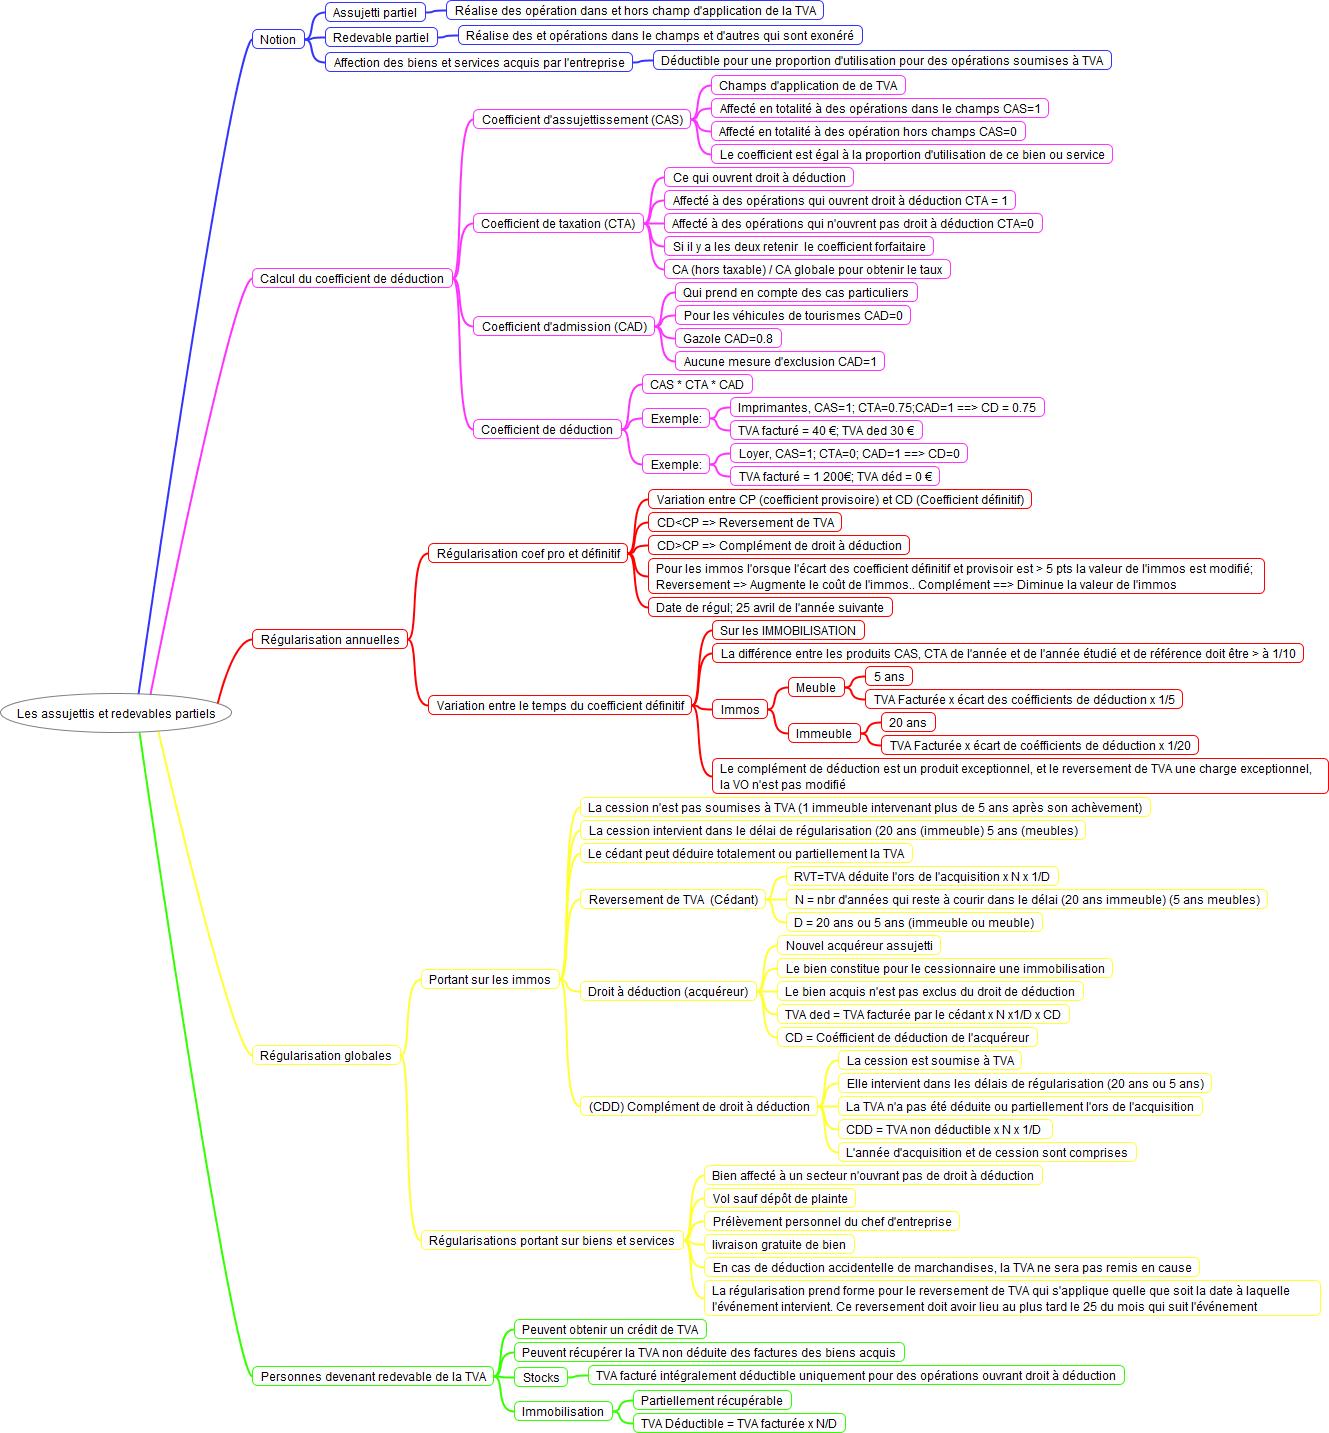 Assujetti partiel
Réalise des opération dans et hors champ d'application de la TVA
Notion
Redevable partiel
Réalise des et opérations dans le champs et d'autres qui sont exonéré
Affection des biens et services acquis par l'entreprise
Déductible pour une proportion d'utilisation pour des opérations soumises à TVA
Champs d'application de de TVA
Affecté en totalité à des opérations dans le champs CAS=1
Coefficient d'assujettissement (CAS)
Affecté en totalité à des opération hors champs CAS=0
Le coefficient est égal à la proportion d'utilisation de ce bien ou service
Ce qui ouvrent droit à déduction
Affecté à des opérations qui ouvrent droit à déduction CTA = 1
Coefficient de taxation (CTA)
Affecté à des opérations qui n'ouvrent pas droit à déduction CTA=0
Si il y a les deux retenir le coefficient forfaitaire
CA (hors taxable) / CA globale pour obtenir le taux
Calcul du coefficient de déduction
Qui prend en compte des cas particuliers
Pour les véhicules de tourismes CAD=0
Coefficient d'admission (CAD)
Gazole CAD=0.8
Aucune mesure d'exclusion CAD=1
CAS * CTA * CAD
Coefficient de déduction
Exemple:
Imprimantes, CAS=1; CTA=0.75;CAD=1 ==> CD = 0.75
TVA facturé = 40 €; TVA ded 30 €
Exemple:
Loyer, CAS=1; CTA=0; CAD=1 ==> CD=0
TVA facturé = 1 200€; TVA déd = 0 €
Variation entre CP (coefficient provisoire) et CD (Coefficient définitif)
CD<CP => Reversement de TVA
Régularisation coef pro et définitif
CD>CP => Complément de droit à déduction
Pour les immos l'orsque l'écart des coefficient définitif et provisoir est > 5 pts la valeur de l'immos est modifié;
Reversement => Augmente le coût de l'immos.. Complément ==> Diminue la valeur de l'immos
Date de régul; 25 avril de l'année suivante
Régularisation annuelles
Sur les IMMOBILISATION
La différence entre les produits CAS, CTA de l'année et de l'année étudié et de référence doit être > à 1/10
Variation entre le temps du coefficient définitif
Immos
Meuble
5 ans
TVA Facturée x écart des coéfficients de déduction x 1/5
Immeuble
20 ans
TVA Facturée x écart de coéfficients de déduction x 1/20
Le complément de déduction est un produit exceptionnel, et le reversement de TVA une charge exceptionnel,
la VO n'est pas modifié
Les assujettis et redevables partiels
La cession n'est pas soumises à TVA (1 immeuble intervenant plus de 5 ans après son achèvement)
La cession intervient dans le délai de régularisation (20 ans (immeuble) 5 ans (meubles)
Le cédant peut déduire totalement ou partiellement la TVA
Reversement de TVA (Cédant)
RVT=TVA déduite l'ors de l'acquisition x N x 1/D
N = nbr d'années qui reste à courir dans le délai (20 ans immeuble) (5 ans meubles)
D = 20 ans ou 5 ans (immeuble ou meuble)
Portant sur les immos
Nouvel acquéreur assujetti
Le bien constitue pour le cessionnaire une immobilisation
Droit à déduction (acquéreur)
Le bien acquis n'est pas exclus du droit de déduction
TVA ded = TVA facturée par le cédant x N x1/D x CD
CD = Coéfficient de déduction de l'acquéreur
Régularisation globales
La cession est soumise à TVA
Elle intervient dans les délais de régularisation (20 ans ou 5 ans)
(CDD) Complément de droit à déduction
La TVA n'a pas été déduite ou partiellement l'ors de l'acquisition
CDD = TVA non déductible x N x 1/D
L'année d'acquisition et de cession sont comprises
Bien affecté à un secteur n'ouvrant pas de droit à déduction
Vol sauf dépôt de plainte
Prélèvement personnel du chef d'entreprise
Régularisations portant sur biens et services
livraison gratuite de bien
En cas de déduction accidentelle de marchandises, la TVA ne sera pas remis en cause
La régularisation prend forme pour le reversement de TVA qui s'applique quelle que soit la date à laquelle
l'événement intervient. Ce reversement doit avoir lieu au plus tard le 25 du mois qui suit l'événement
Peuvent obtenir un crédit de TVA
Peuvent récupérer la TVA non déduite des factures des biens acquis
Personnes devenant redevable de la TVA
Stocks
TVA facturé intégralement déductible uniquement pour des opérations ouvrant droit à déduction
Immobilisation
Partiellement récupérable
TVA Déductible = TVA facturée x N/D